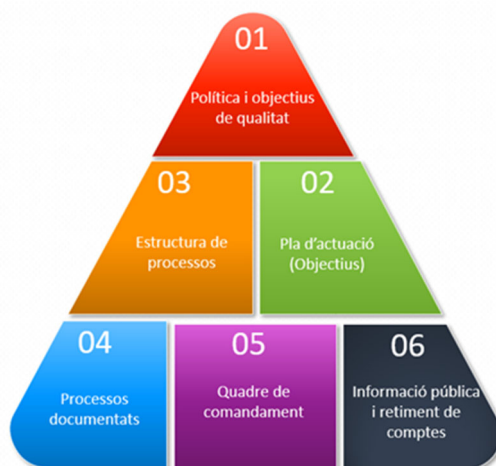 01
Política i objectius
de qualitat
03
Estructura de
processos
02
Pla d'actuació
(Objectius)
04
Processos
documentats
05
Quadre de
comandament
06
Informació pública
i retiment de
comptes